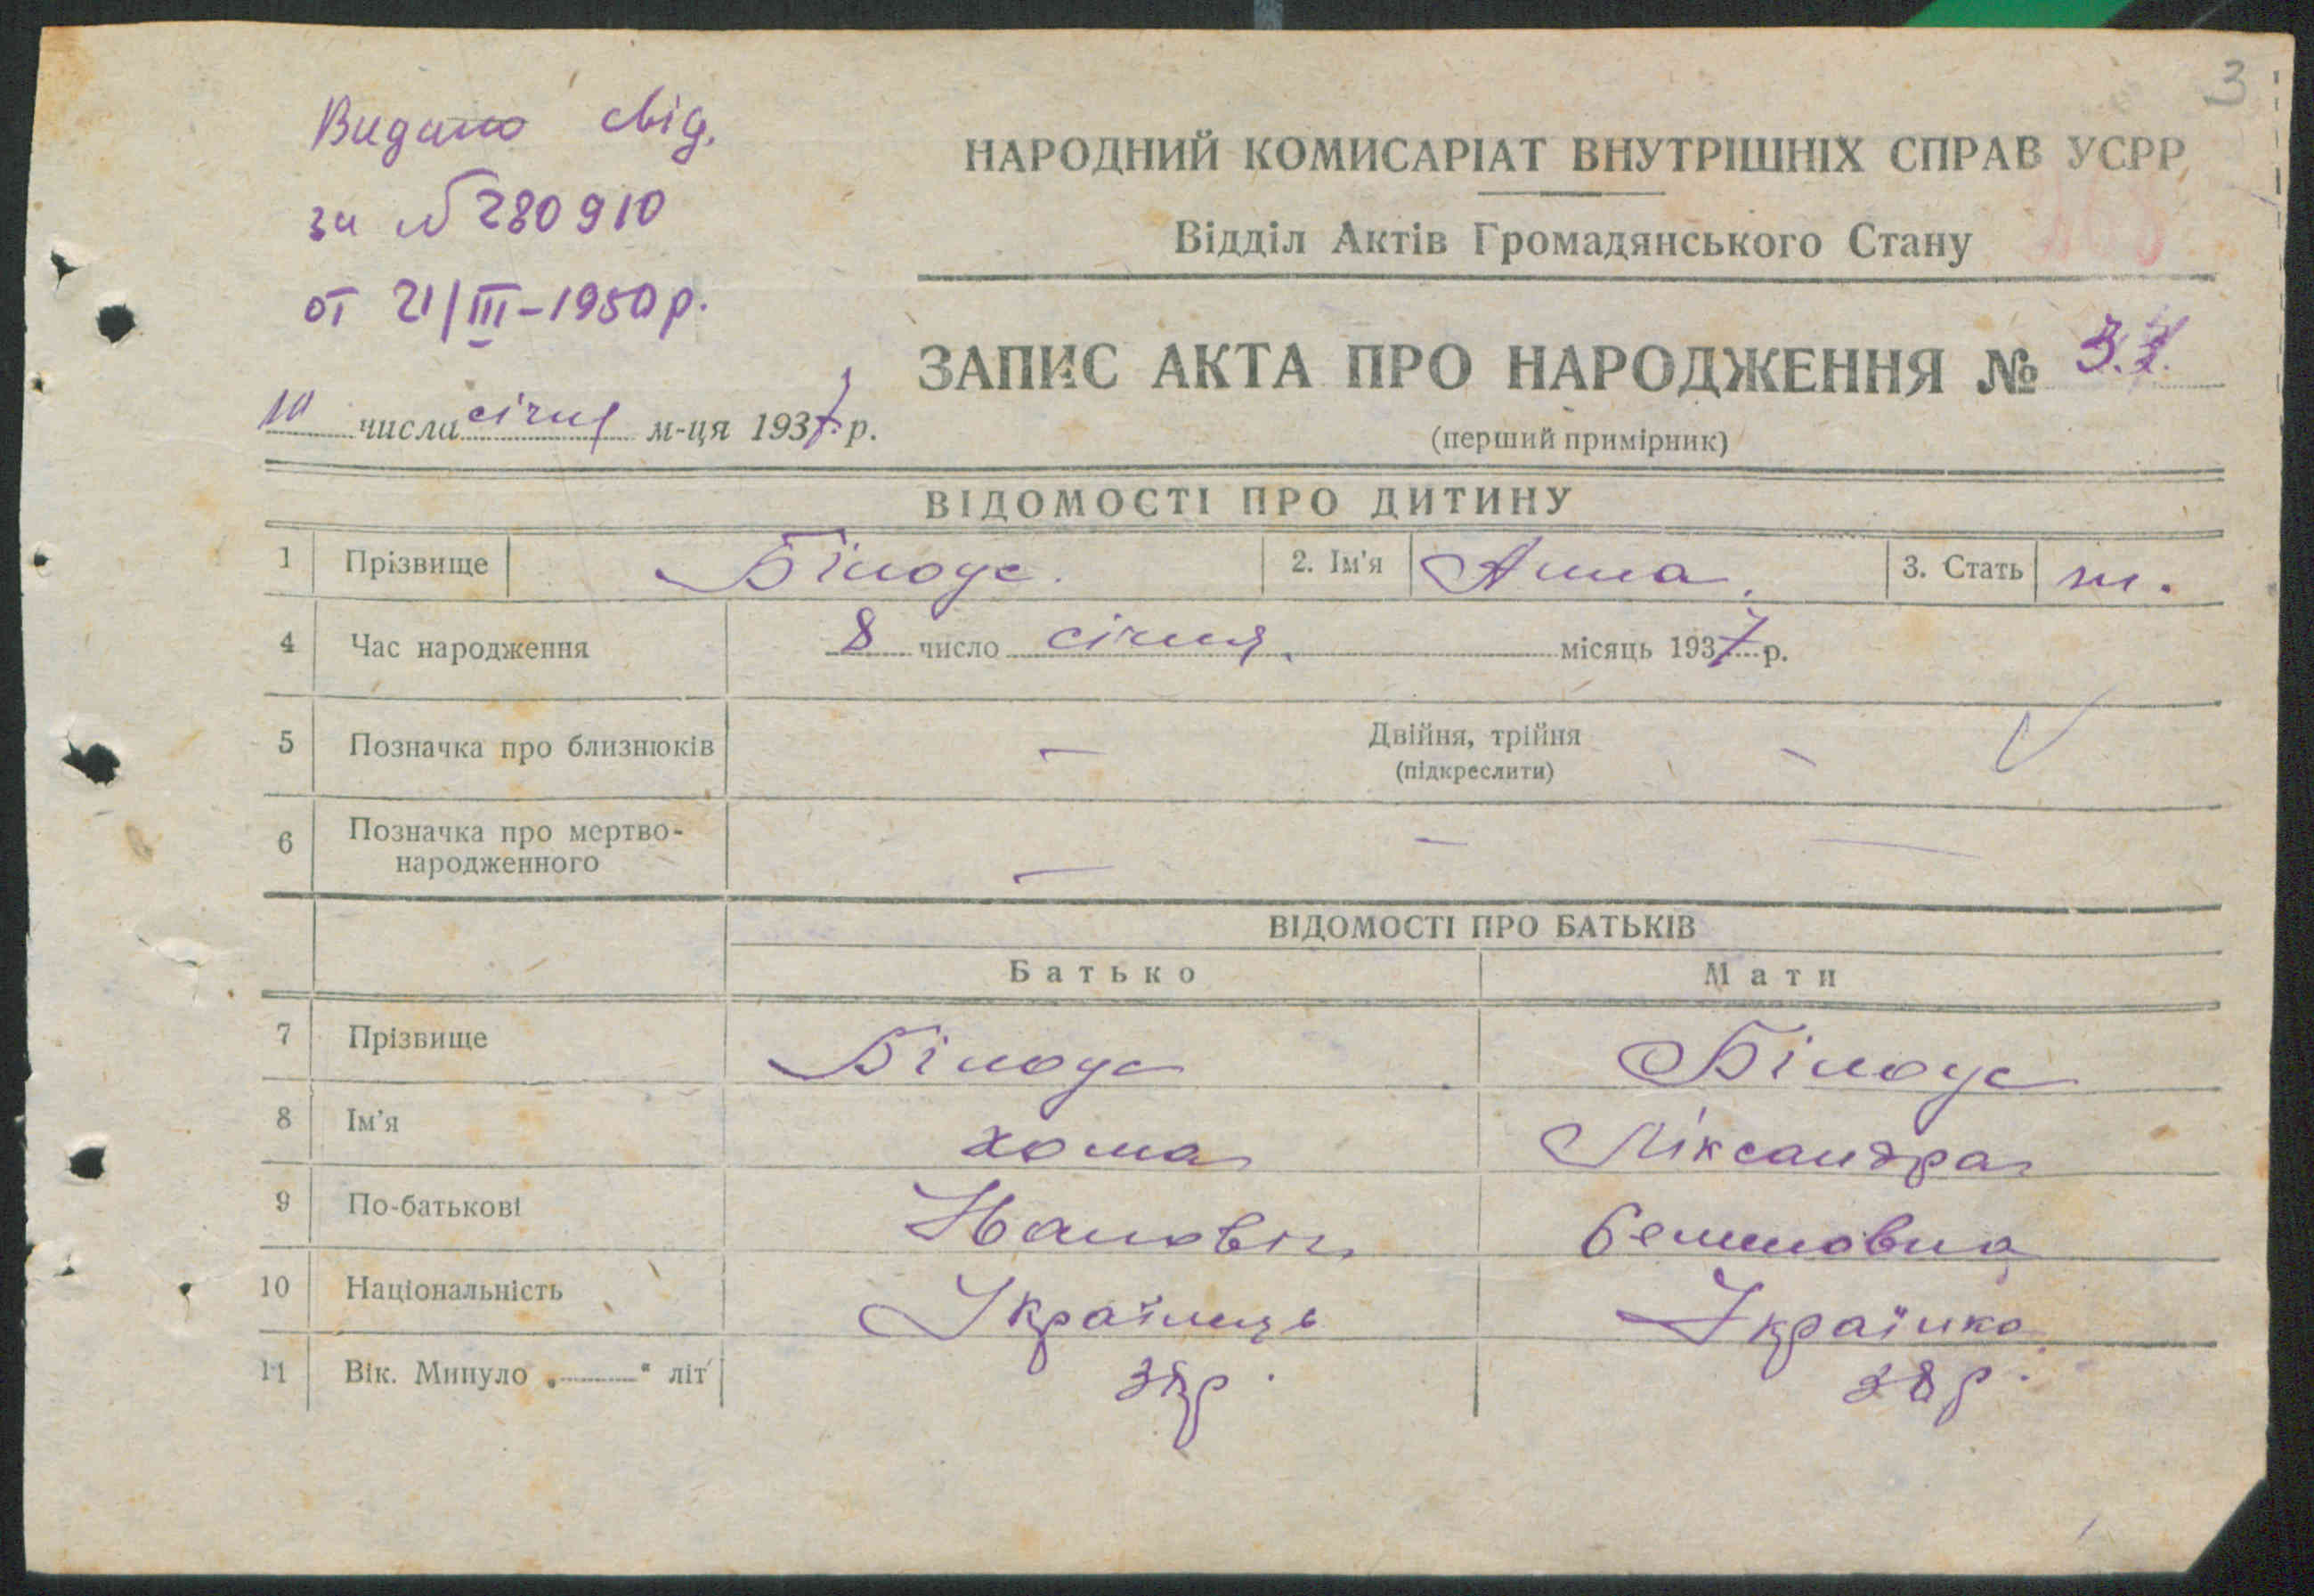 3
Видано свід.
за № 280910
от 21/III-1950 р.
НАРОДНИЙ КОМИСАРІАТ ВНУТРІШНІХ СПРАВ УСРР
Відділ Актів Громадянського Стану
ЗАПИС АКТА ПРО НАРОДЖЕННЯ № 3.
(перший примірник)
10 числа січня м-ця 1937 р.
ВІДОМОСТІ ПРО ДИТИНУ
1 Прізвище Білоус. 2. Ім'я Анна. 3. Стать ж.
4 Час народження 8 число січня. місяць 1937 р.
5 Позначка про близнюків — Двійня, трійня -
(підкреслити)
6 Позначка про мертво-
народженного — — —
ВІДОМОСТІ ПРО БАТЬКІВ
Батько Мати
7 Прізвище Білоус Білоус
8 Ім'я Хома Ліксандра
9 По-батькові Іванович
10 Національність Українець Українка
11 Вік. Минуло „ “ літ 38 р.